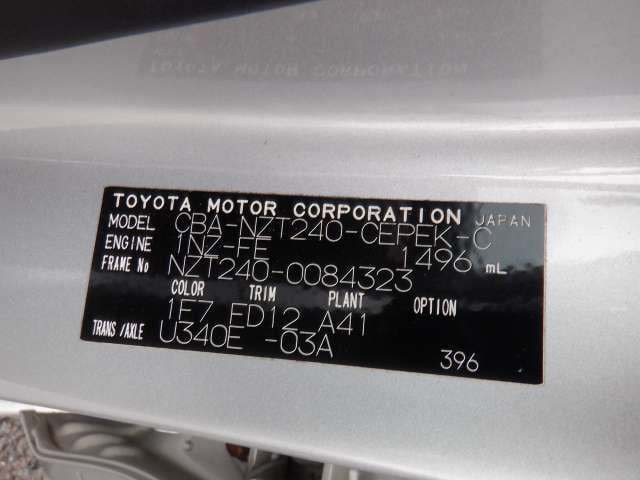 TOYOTA MOTOR CORPORATION JAPAN
MODEL CBA-NZT240-CEPEK-C
ENGINE 1NZ-FE 1496 mL
FRAME No NZT240-0084323
COLOR TRIM PLANT OPTION
1E7 FD12 A41
TRANS/AXLE U340E -03A
396